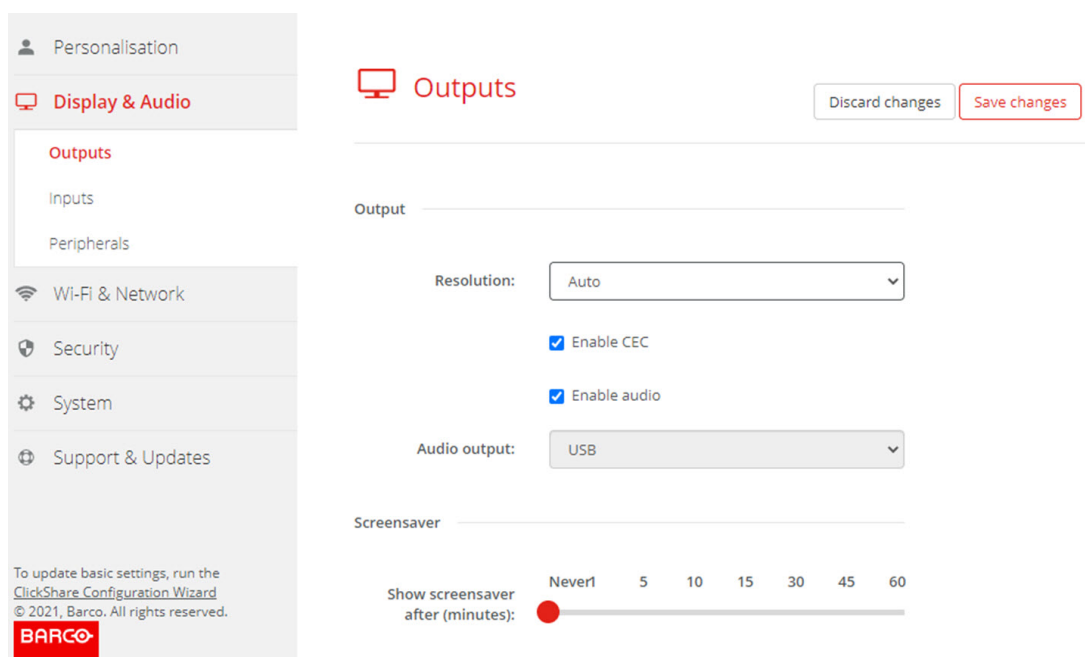 Personalisation
Display & Audio
Outputs
Inputs
Peripherals
Wi-Fi & Network
Security
System
Support & Updates
To update basic settings, run the
ClickShare Configuration Wizard
© 2021, Barco. All rights reserved.
BARCO
Outputs
Discard changes
Save changes
Output
Resolution:
Auto
Enable CEC
Enable audio
Audio output:
USB
Screensaver
Show screensaver
after (minutes):
Never 1 5 10 15 30 45 60